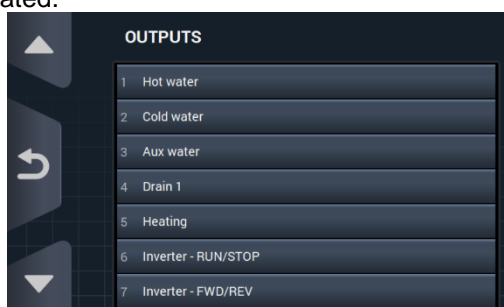 ated.
OUTPUTS
1 Hot water
2 Cold water
3 Aux water
4 Drain 1
5 Heating
6 Inverter - RUN/STOP
7 Inverter - FWD/REV